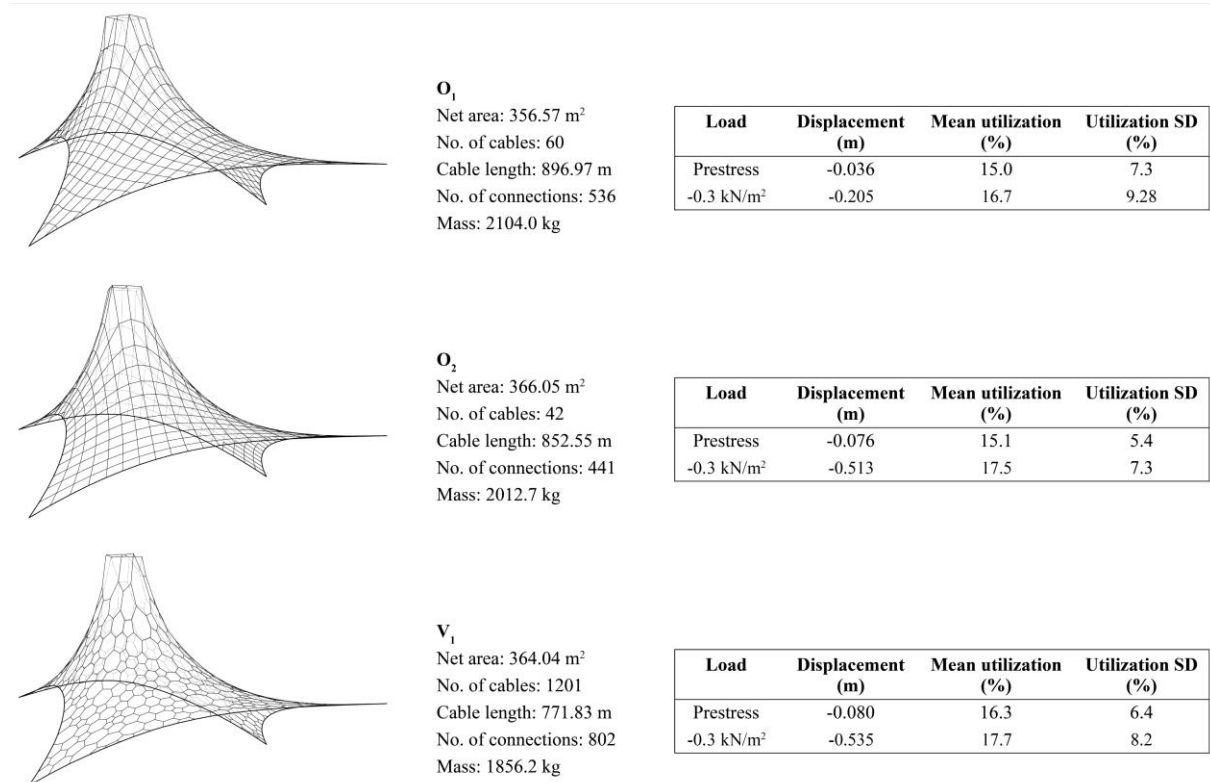 O₁
Net area: 356.57 m²
No. of cables: 60
Cable length: 896.97 m
No. of connections: 536
Mass: 2104.0 kg
Load Displacement (m) Mean utilization (%) Utilization SD (%)
Prestress -0.036 15.0 7.3
-0.3 kN/m² -0.205 16.7 9.28
O₂
Net area: 366.05 m²
No. of cables: 42
Cable length: 852.55 m
No. of connections: 441
Mass: 2012.7 kg
Load Displacement (m) Mean utilization (%) Utilization SD (%)
Prestress -0.076 15.1 5.4
-0.3 kN/m² -0.513 17.5 7.3
V₁
Net area: 364.04 m²
No. of cables: 1201
Cable length: 771.83 m
No. of connections: 802
Mass: 1856.2 kg
Load Displacement (m) Mean utilization (%) Utilization SD (%)
Prestress -0.080 16.3 6.4
-0.3 kN/m² -0.535 17.7 8.2